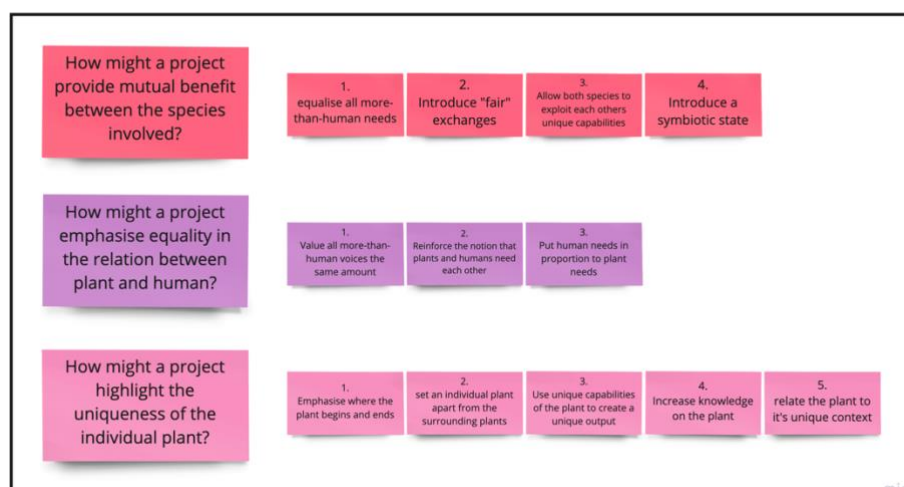 How might a project
provide mutual benefit
between the species
involved?
1.
equalise all more-
than-human needs
2.
Introduce "fair"
exchanges
3.
Allow both species to
exploit each others
unique capabilities
4.
Introduce a
symbiotic state
How might a project
emphasise equality in
the relation between
plant and human?
1.
Value all more-than-
human voices the
same amount
2.
Reinforce the notion that
plants and humans need
each other
3.
Put human needs in
proportion to plant
needs
How might a project
highlight the
uniqueness of the
individual plant?
1.
Emphasise where the
plant begins and ends
2.
set an individual plant
apart from the
surrounding plants
3.
Use unique capabilities
of the plant to create a
unique output
4.
Increase knowledge
on the plant
5.
relate the plant to
it's unique context